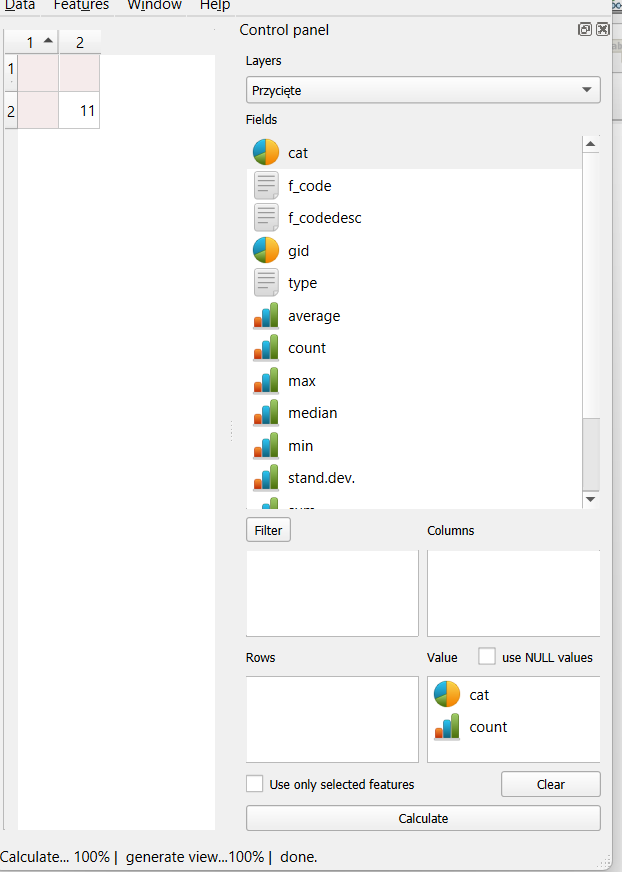 Data Features Window Help
Control panel
1 2
Layers
1
Przycięte
2 11
Fields
cat
f_code
f_codedesc
gid
type
average
count
max
median
min
stand.dev.
Filter Columns
Rows Value use NULL values
cat
count
Use only selected features Clear
Calculate
Calculate... 100% | generate view...100% | done.